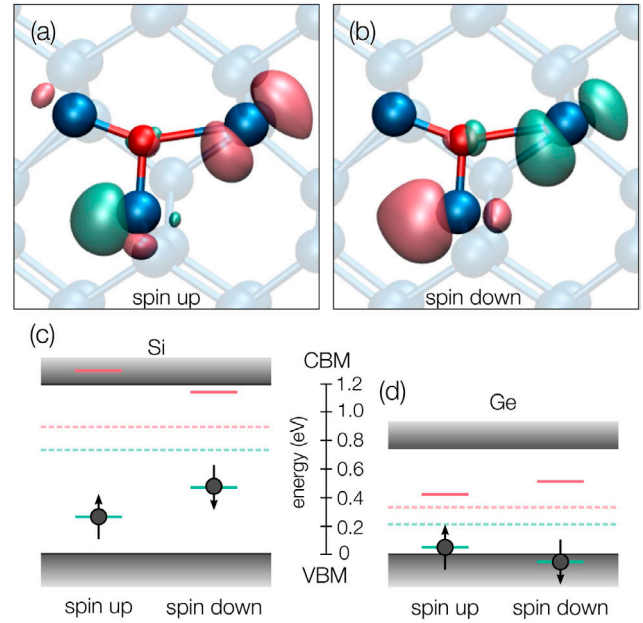 (a)
spin up
(b)
spin down
(c)
Si
CBM
1.2
1.0
0.8
0.6
0.4
0.2
0
energy (eV)
VBM
spin up
spin down
(d)
Ge
spin up
spin down